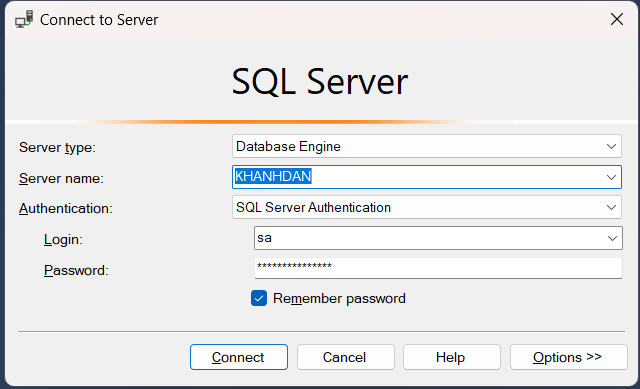 Connect to Server
SQL Server
Server type: Database Engine
Server name: KHANHDAN
Authentication: SQL Server Authentication
Login: sa
Password: ***************
Remember password
Connect Cancel Help Options >>